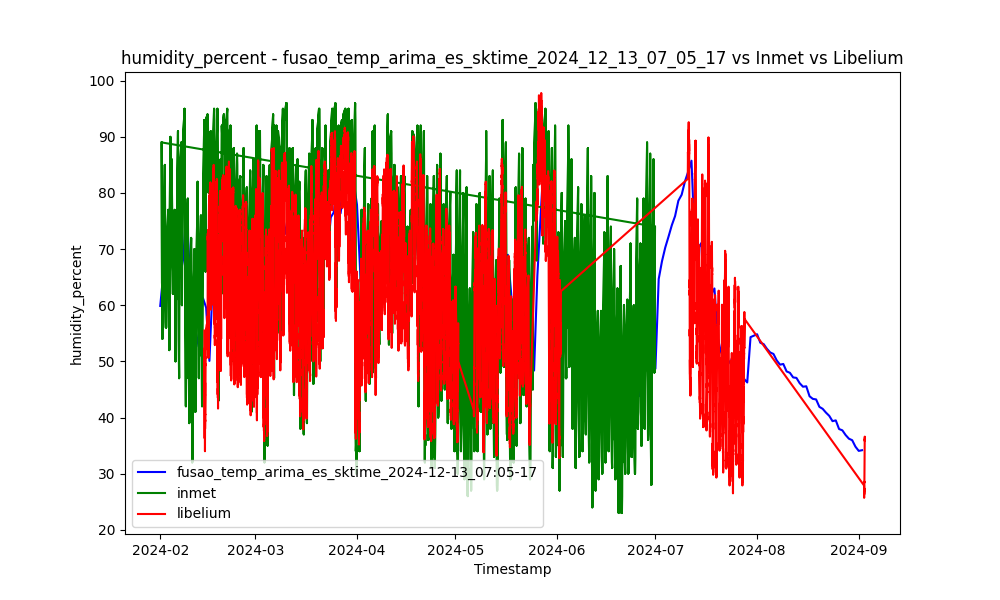 humidity_percent - fusao_temp_arima_es_sktime_2024_12_13_07_05_17 vs Inmet vs Libelium
100
90
80
70
60
50
40
30
20
humidity_percent
fusao_temp_arima_es_sktime_2024-12-13_07:05-17
inmet
libelium
2024-02 2024-03 2024-04 2024-05 2024-06 2024-07 2024-08 2024-09
Timestamp